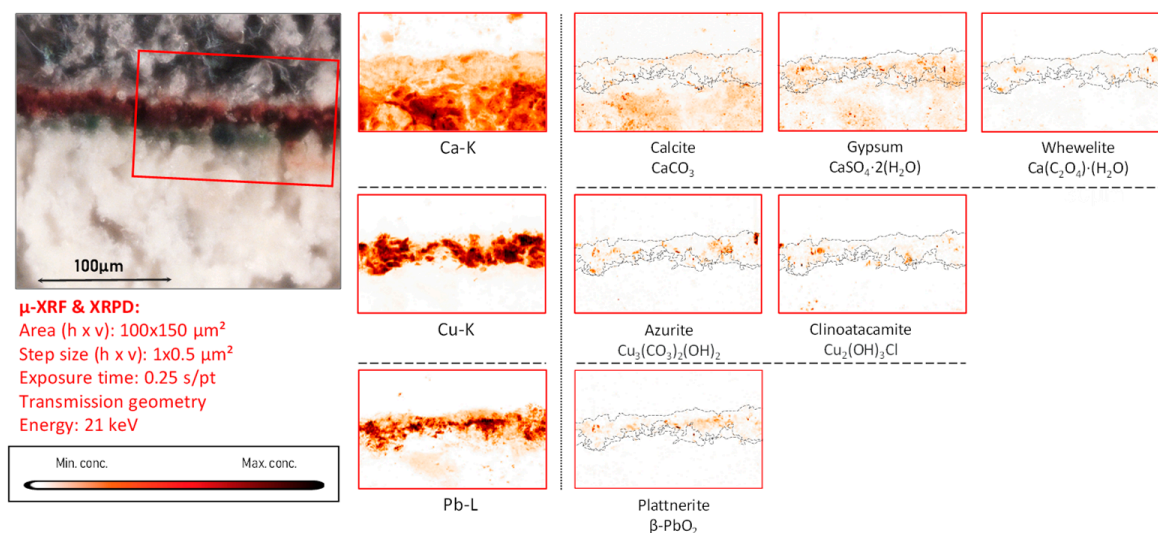 100μm
μ-XRF & XRPD:
Area (h x v): 100x150 μm²
Step size (h x v): 1x0.5 μm²
Exposure time: 0.25 s/pt
Transmission geometry
Energy: 21 keV
Min. conc. Max. conc.
Ca-K
Calcite
CaCO₃
Gypsum
CaSO₄·2(H₂O)
Whewelite
Ca(C₂O₄)·(H₂O)
Cu-K
Azurite
Cu₃(CO₃)₂(OH)₂
Clinoatacamite
Cu₂(OH)₃Cl
Pb-L
Plattnerite
β-PbO₂